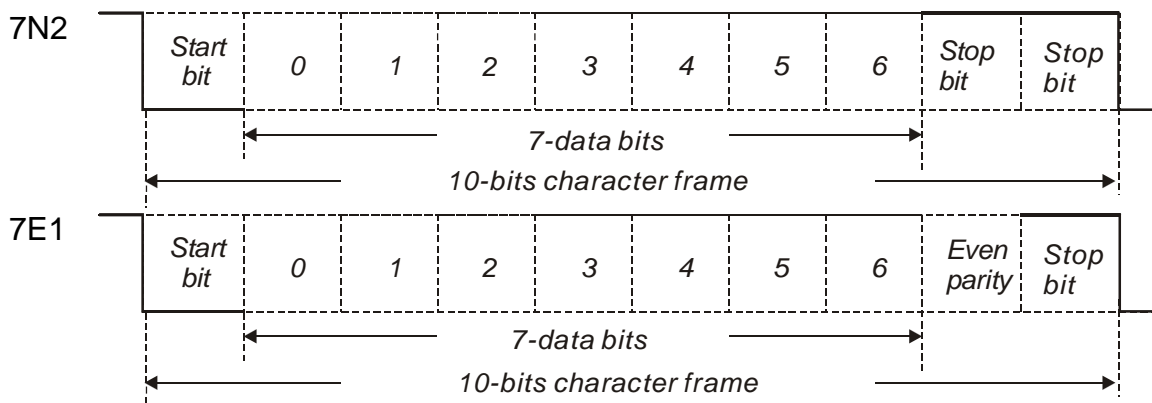 7N2
Start bit 0 1 2 3 4 5 6 Stop bit Stop bit
7-data bits
10-bits character frame
7E1
Start bit 0 1 2 3 4 5 6 Even parity Stop bit
7-data bits
10-bits character frame